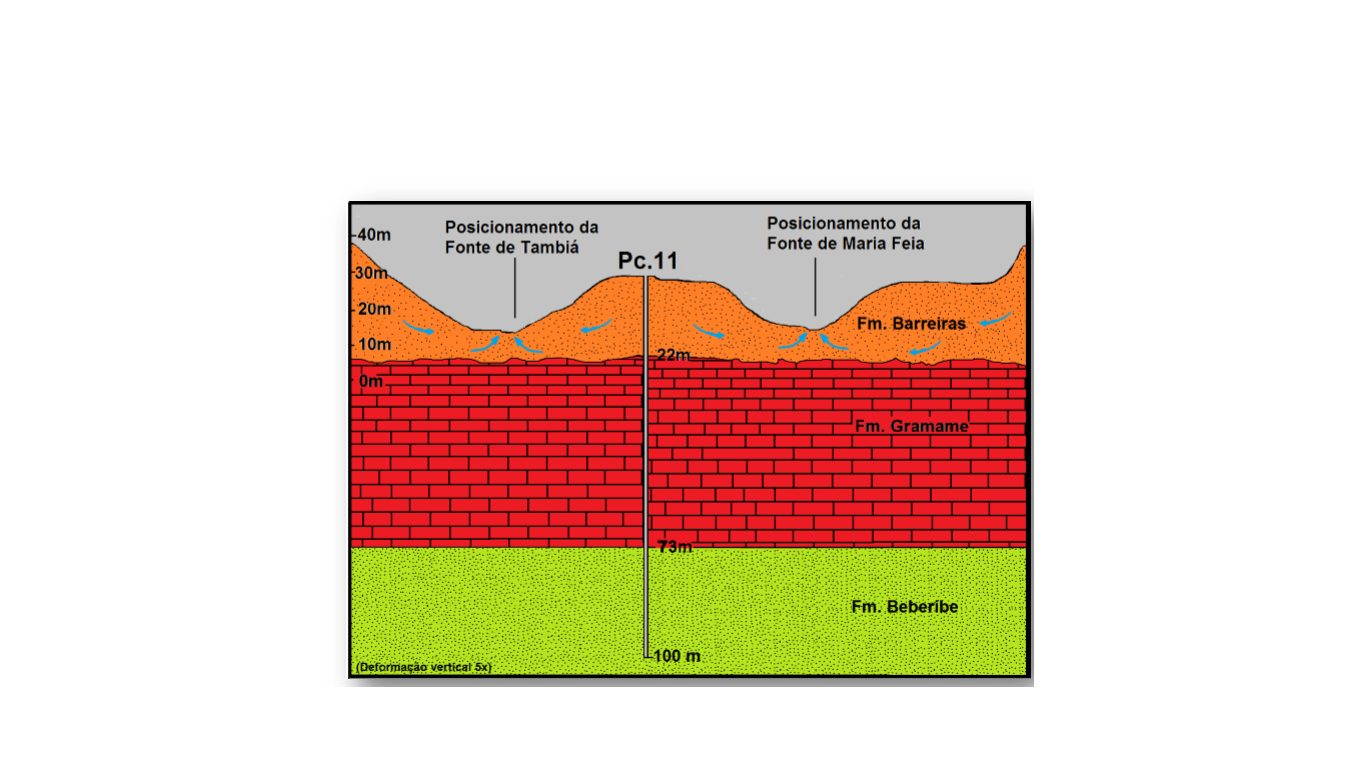 Posicionamento da
Fonte de Tambiá
Posicionamento da
Fonte de Maria Feia
Pc.11
40m
30m
20m
10m
0m
Fm. Barreiras
22m
Fm. Gramame
73m
Fm. Beberibe
100 m
(Deformaçao vertical 5x)